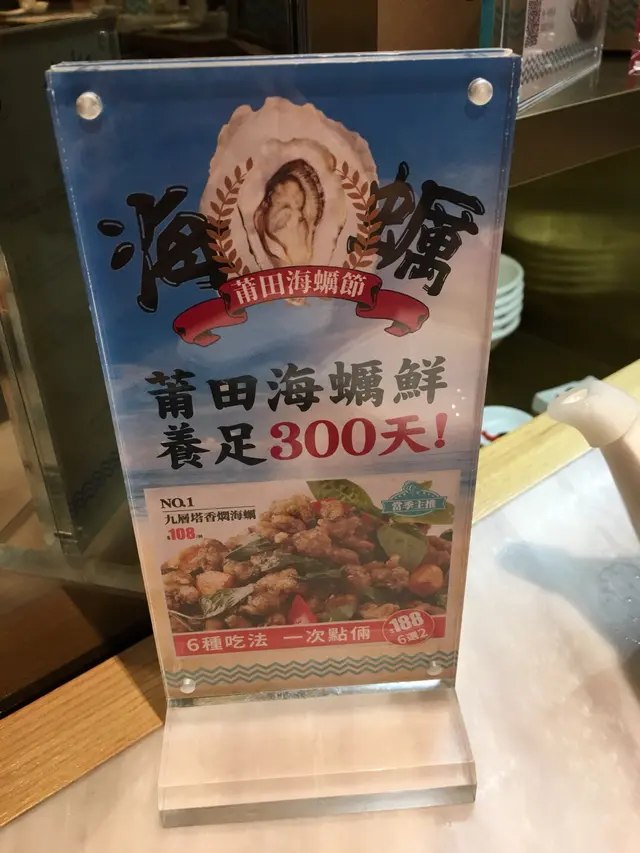 海蠣
莆田海蠣節
莆田海蠣鮮
養足300天!
NO.1
九層塔香燜海蠣
$108
當季主推
6種吃法 一次點倆
$188
6選2